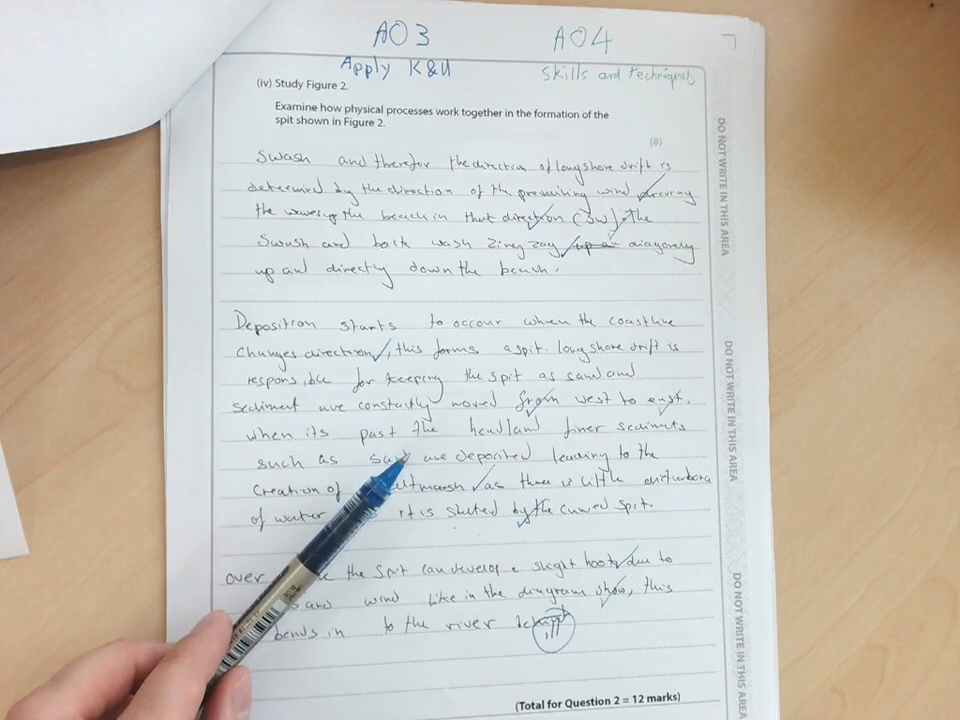 AO3 AO4
Apply K&U Skills and techniques
(iv) Study Figure 2.
Examine how physical processes work together in the formation of the
spit shown in Figure 2.
(8)
Swash and therefor the direction of longshore drift is
determined by the direction of the prevailing wind
the waves up the beach in that direction (SW), the
Swash and back wash zing zag up diagonely
up and directly down the beach.
Deposition starts to occour when the coastline
changes direction, this forms a spit. longshore drift is
responsible for keeping the spit as sand and
sediment are constactly moved from west to east.
when its past the headland finer sediments
such as are deposited leading to the
creation of as there is little
of water it is by the curved spit.
over the spit can develop a slight hook due to
and wind like in the diagram show, this
bends in to the river
(Total for Question 2 = 12 marks)
DO NOT WRITE IN THIS AREA
DO NOT WRITE IN THIS AREA
DO NOT WRITE IN THIS AREA